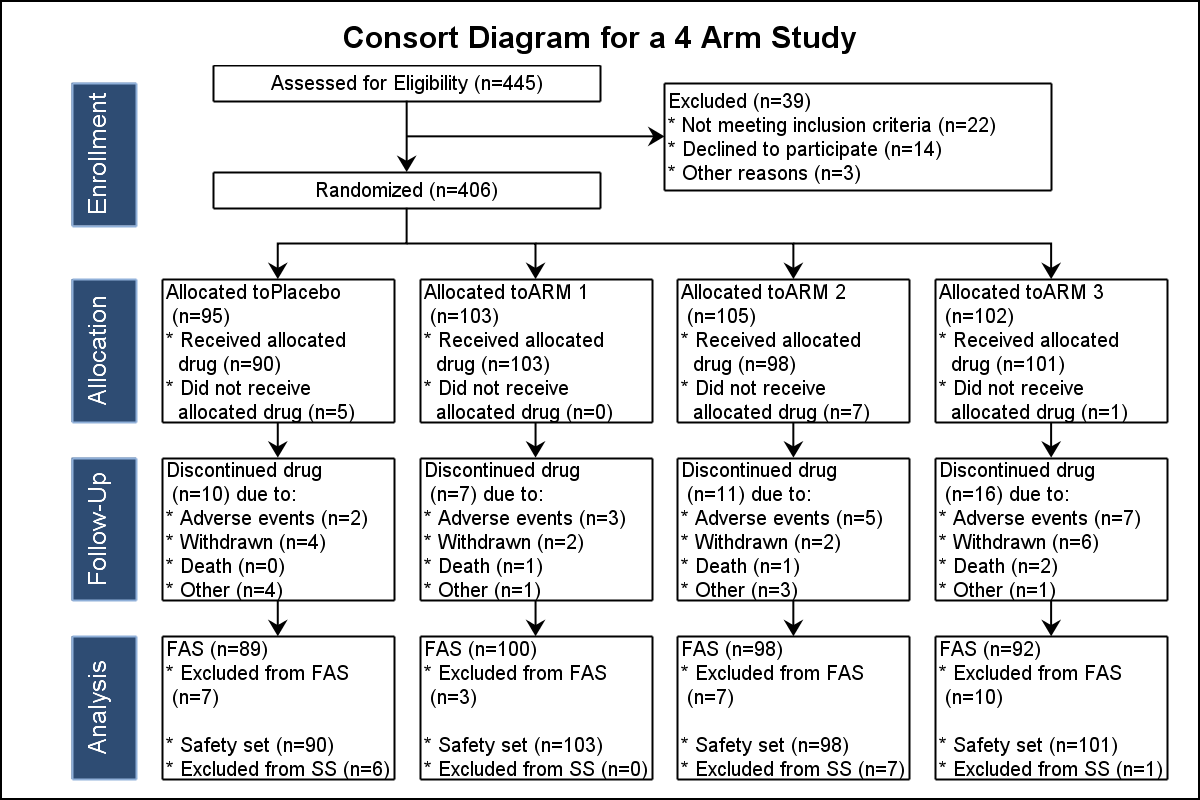 Consort Diagram for a 4 Arm Study
Enrollment
Assessed for Eligibility (n=445)
Excluded (n=39)
* Not meeting inclusion criteria (n=22)
* Declined to participate (n=14)
* Other reasons (n=3)
Randomized (n=406)
Allocation
Allocated toPlacebo
(n=95)
* Received allocated
drug (n=90)
* Did not receive
allocated drug (n=5)
Allocated toARM 1
(n=103)
* Received allocated
drug (n=103)
* Did not receive
allocated drug (n=0)
Allocated toARM 2
(n=105)
* Received allocated
drug (n=98)
* Did not receive
allocated drug (n=7)
Allocated toARM 3
(n=102)
* Received allocated
drug (n=101)
* Did not receive
allocated drug (n=1)
Follow-Up
Discontinued drug
(n=10) due to:
* Adverse events (n=2)
* Withdrawn (n=4)
* Death (n=0)
* Other (n=4)
Discontinued drug
(n=7) due to:
* Adverse events (n=3)
* Withdrawn (n=2)
* Death (n=1)
* Other (n=1)
Discontinued drug
(n=11) due to:
* Adverse events (n=5)
* Withdrawn (n=2)
* Death (n=1)
* Other (n=3)
Discontinued drug
(n=16) due to:
* Adverse events (n=7)
* Withdrawn (n=6)
* Death (n=2)
* Other (n=1)
Analysis
FAS (n=89)
* Excluded from FAS
(n=7)
* Safety set (n=90)
* Excluded from SS (n=6)
FAS (n=100)
* Excluded from FAS
(n=3)
* Safety set (n=103)
* Excluded from SS (n=0)
FAS (n=98)
* Excluded from FAS
(n=7)
* Safety set (n=98)
* Excluded from SS (n=7)
FAS (n=92)
* Excluded from FAS
(n=10)
* Safety set (n=101)
* Excluded from SS (n=1)